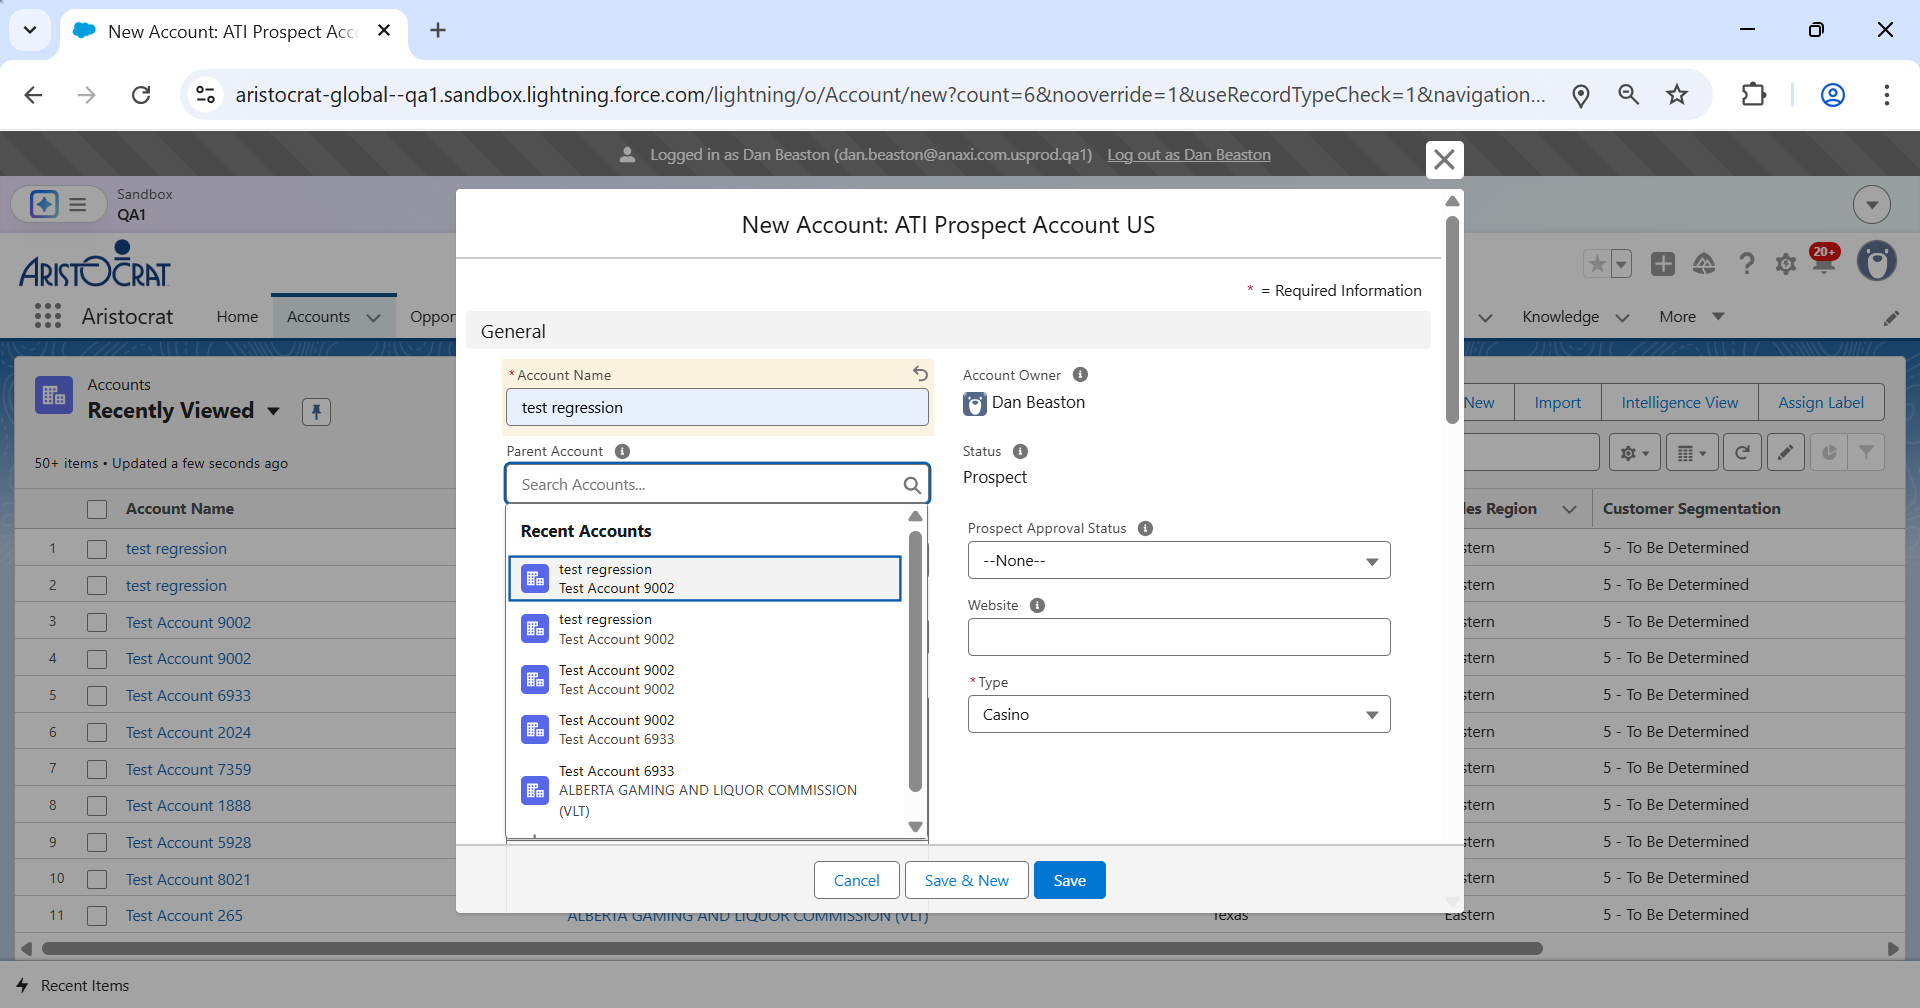 New Account: ATI Prospect Acc
aristocrat-global--qa1.sandbox.lightning.force.com/lightning/o/Account/new?count=6&nooverride=1&useRecordTypeCheck=1&navigation...
Logged in as Dan Beaston (dan.beaston@anaxi.com.usprod.qa1) Log out as Dan Beaston
Sandbox
QA1
ARISTOCRAT
20+
Aristocrat Home Accounts Oppor Knowledge More
Accounts
Recently Viewed
50+ items • Updated a few seconds ago
New Import Intelligence View Assign Label
Account Name les Region Customer Segmentation
1 test regression stern 5 - To Be Determined
2 test regression stern 5 - To Be Determined
3 Test Account 9002 stern 5 - To Be Determined
4 Test Account 9002 stern 5 - To Be Determined
5 Test Account 6933 stern 5 - To Be Determined
6 Test Account 2024 stern 5 - To Be Determined
7 Test Account 7359 stern 5 - To Be Determined
8 Test Account 1888 stern 5 - To Be Determined
9 Test Account 5928 stern 5 - To Be Determined
10 Test Account 8021 stern 5 - To Be Determined
11 Test Account 265 ALBERTA GAMING AND LIQUOR COMMISSION (VLT) Texas Eastern 5 - To Be Determined
New Account: ATI Prospect Account US
* = Required Information
General
* Account Name
test regression
Parent Account
Search Accounts...
Recent Accounts
test regression
Test Account 9002
test regression
Test Account 9002
Test Account 9002
Test Account 9002
Test Account 9002
Test Account 6933
Test Account 6933
ALBERTA GAMING AND LIQUOR COMMISSION
(VLT)
Account Owner
Dan Beaston
Status
Prospect
Prospect Approval Status
--None--
Website
* Type
Casino
Cancel Save & New Save
Recent Items